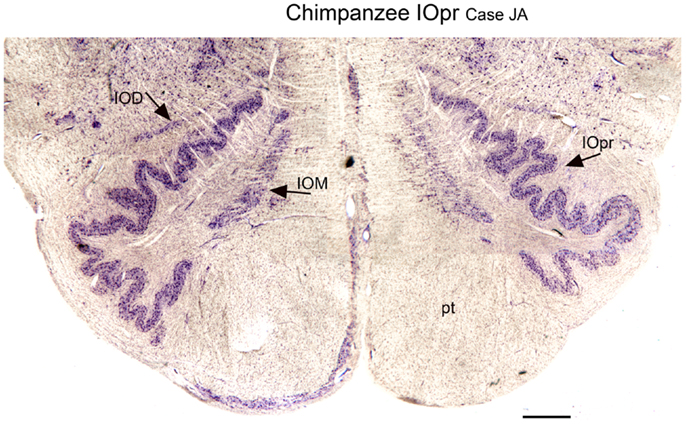 Chimpanzee IOpr Case JA
IOD
IOpr
IOM
pt